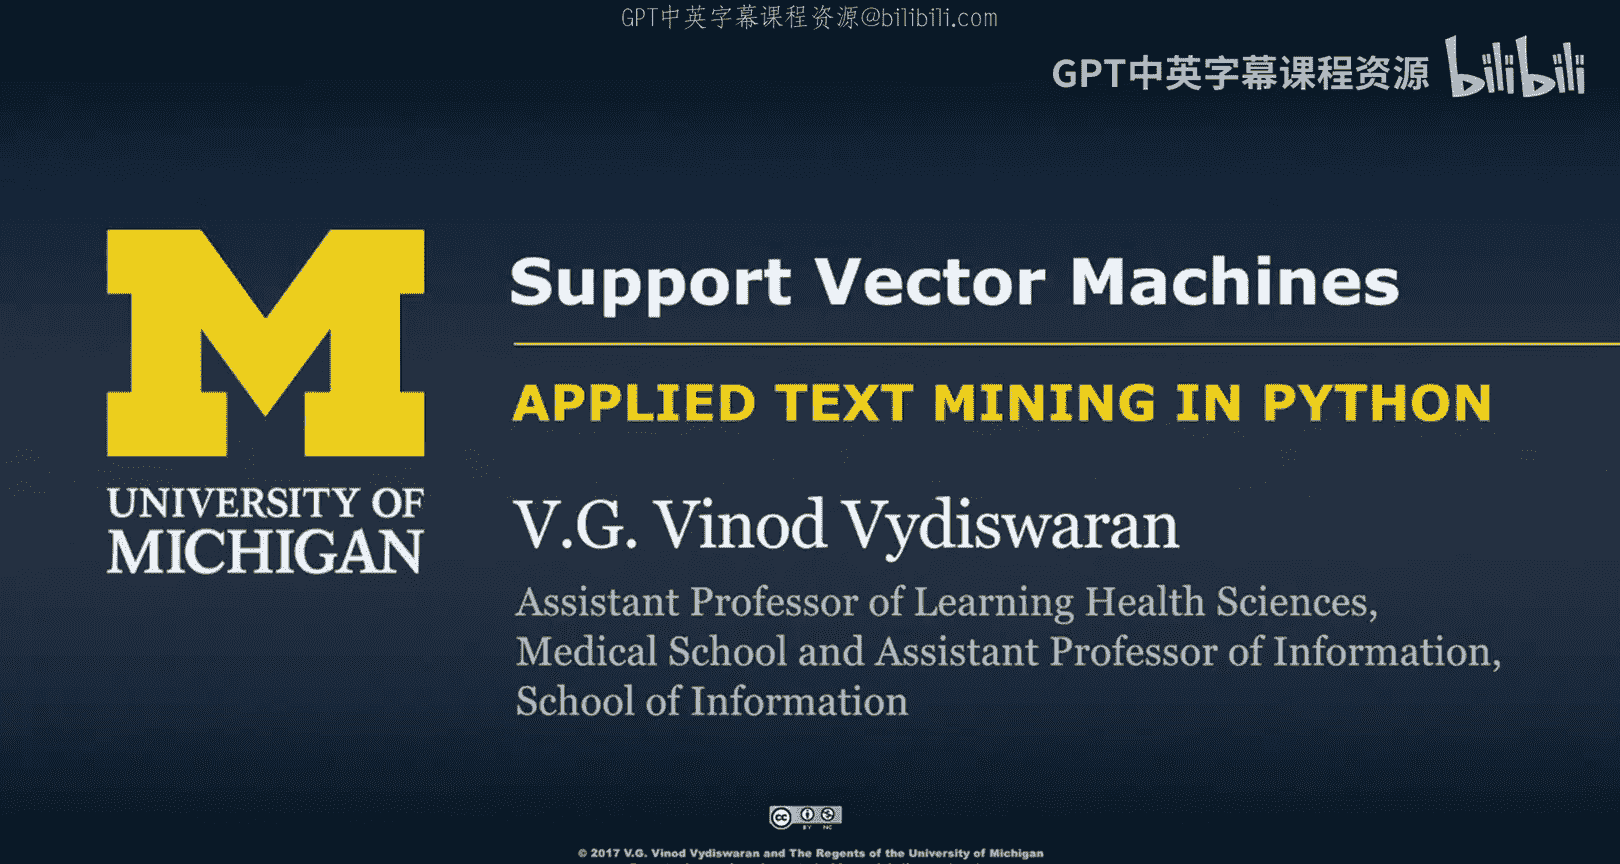 GPT中英字幕课程资源@bilibili.com
GPT中英字幕课程资源 bilibili
M
UNIVERSITY OF
MICHIGAN
Support Vector Machines
APPLIED TEXT MINING IN PYTHON
V.G. Vinod Vydiswaran
Assistant Professor of Learning Health Sciences,
Medical School and Assistant Professor of Information,
School of Information
cc BY NC
© 2017 V.G. Vinod Vydiswaran and The Regents of the University of Michigan